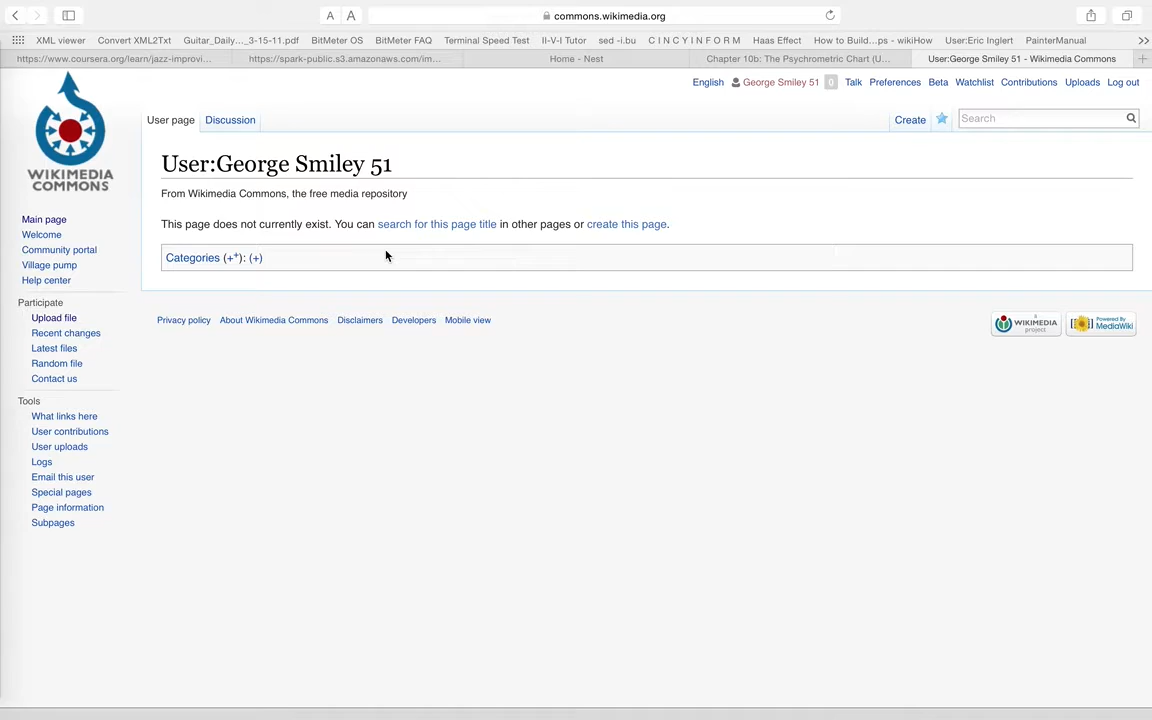 A A
commons.wikimedia.org
XML viewer Convert XML2Txt Guitar_Daily..._3-15-11.pdf BitMeter OS BitMeter FAQ Terminal Speed Test II-V-I Tutor sed -i.bu C I N C Y I N F O R M Haas Effect How to Build...ps - wikiHow User:Eric Inglert PainterManual >>
https://www.coursera.org/learn/jazz-improvi... https://spark-public.s3.amazonaws.com/im... Home - Nest Chapter 10b: The Psychrometric Chart (U... User:George Smiley 51 - Wikimedia Commons +
English George Smiley 51 0 Talk Preferences Beta Watchlist Contributions Uploads Log out
User page Discussion Create Search
WIKIMEDIA
COMMONS
User:George Smiley 51
From Wikimedia Commons, the free media repository
This page does not currently exist. You can search for this page title in other pages or create this page.
Categories (+⁺): (+)
Main page
Welcome
Community portal
Village pump
Help center
Participate
Upload file
Recent changes
Latest files
Random file
Contact us
Tools
What links here
User contributions
User uploads
Logs
Email this user
Special pages
Page information
Subpages
Privacy policy About Wikimedia Commons Disclaimers Developers Mobile view
A
WIKIMEDIA
project
Powered By
MediaWiki